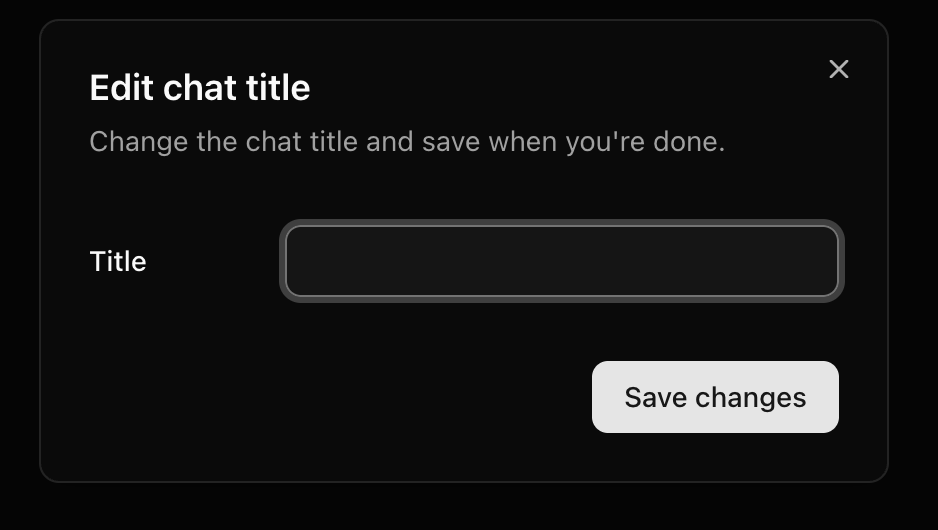 Edit chat title
Change the chat title and save when you're done.
Title
Save changes